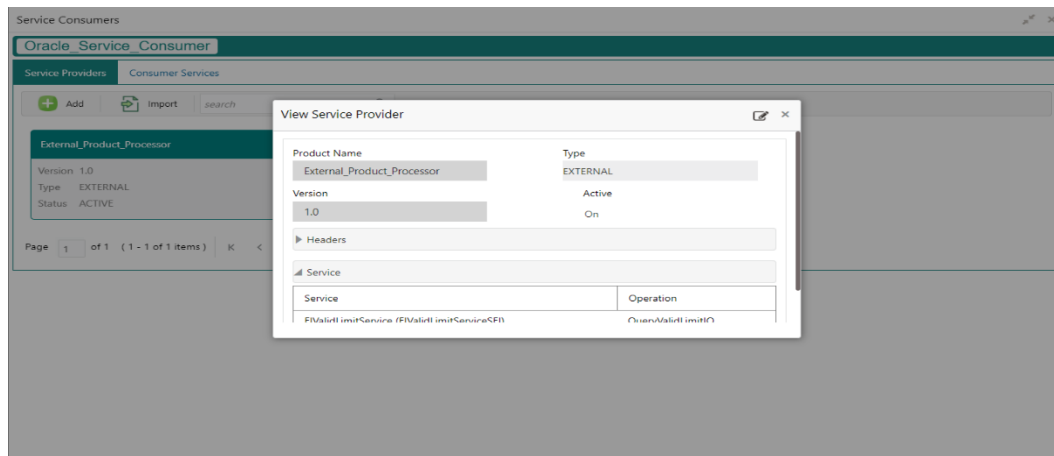 Service Consumers
Oracle_Service_Consumer
Service Providers Consumer Services
Add Import search
View Service Provider
External_Product_Processor
Version 1.0
Type EXTERNAL
Status ACTIVE
Page 1 of 1 (1 - 1 of 1 items)
Product Name Type
External_Product_Processor EXTERNAL
Version Active
1.0 On
Headers
Service
Service Operation